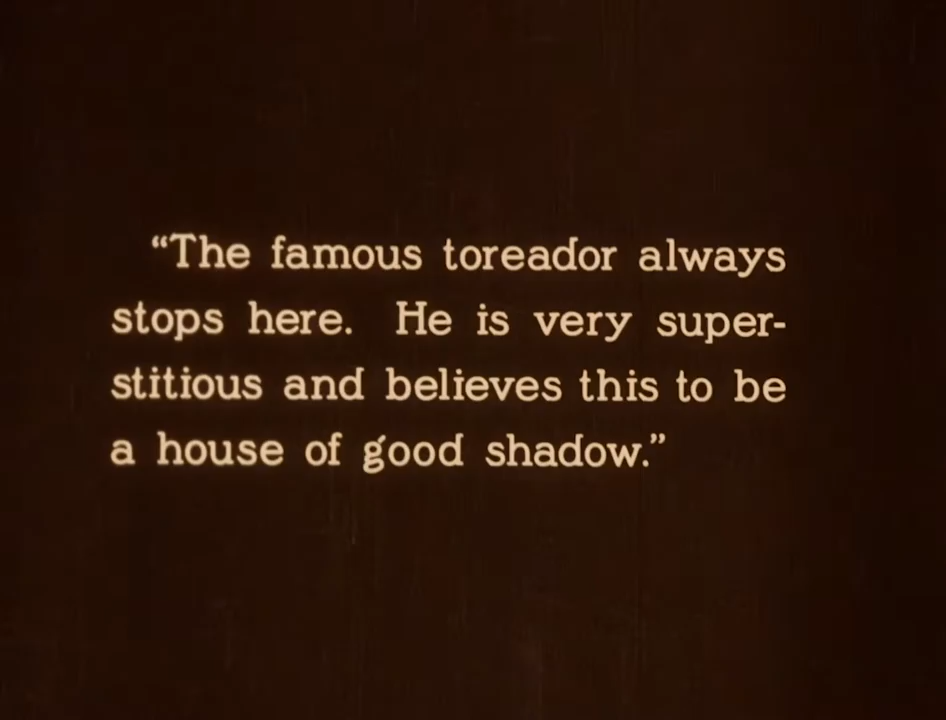 “The famous toreador always
stops here. He is very super-
stitious and believes this to be
a house of good shadow.”